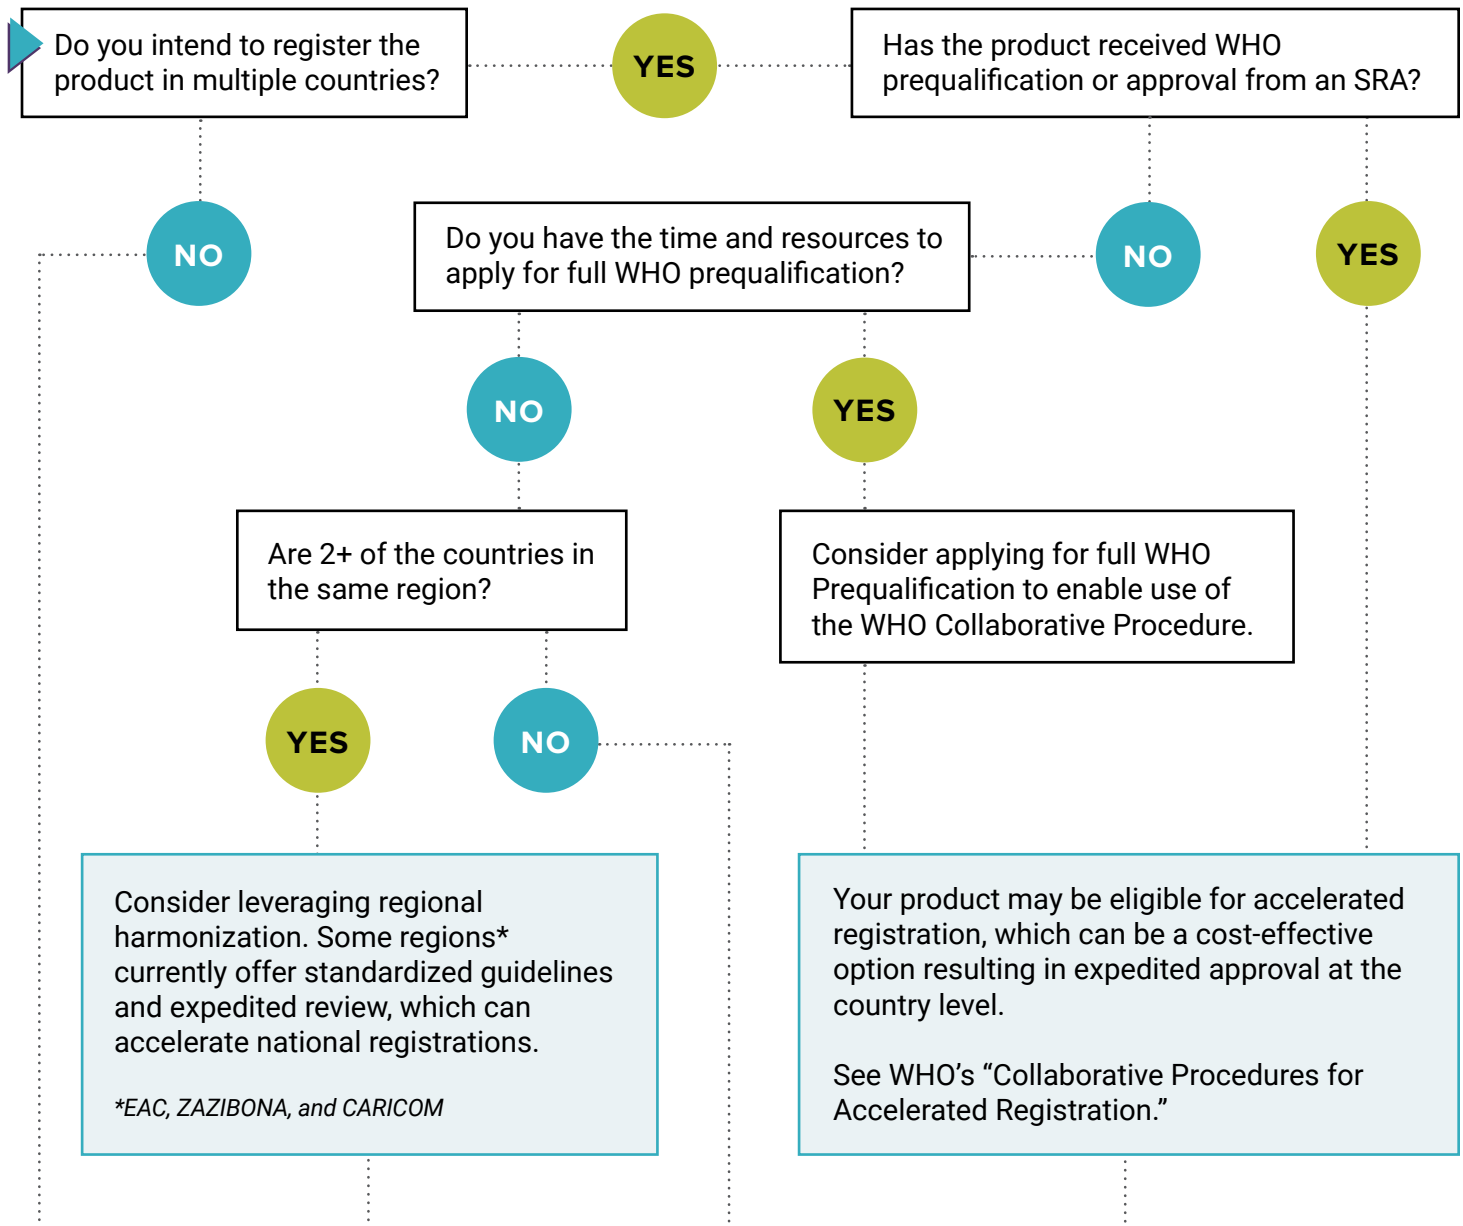 Do you intend to register the
product in multiple countries?
YES
Has the product received WHO
prequalification or approval from an SRA?
NO
Do you have the time and resources to
apply for full WHO prequalification?
NO
YES
NO
YES
Are 2+ of the countries in
the same region?
Consider applying for full WHO
Prequalification to enable use of
the WHO Collaborative Procedure.
YES
NO
Consider leveraging regional
harmonization. Some regions*
currently offer standardized guidelines
and expedited review, which can
accelerate national registrations.
*EAC, ZAZIBONA, and CARICOM
Your product may be eligible for accelerated
registration, which can be a cost-effective
option resulting in expedited approval at the
country level.
See WHO’s “Collaborative Procedures for
Accelerated Registration.”